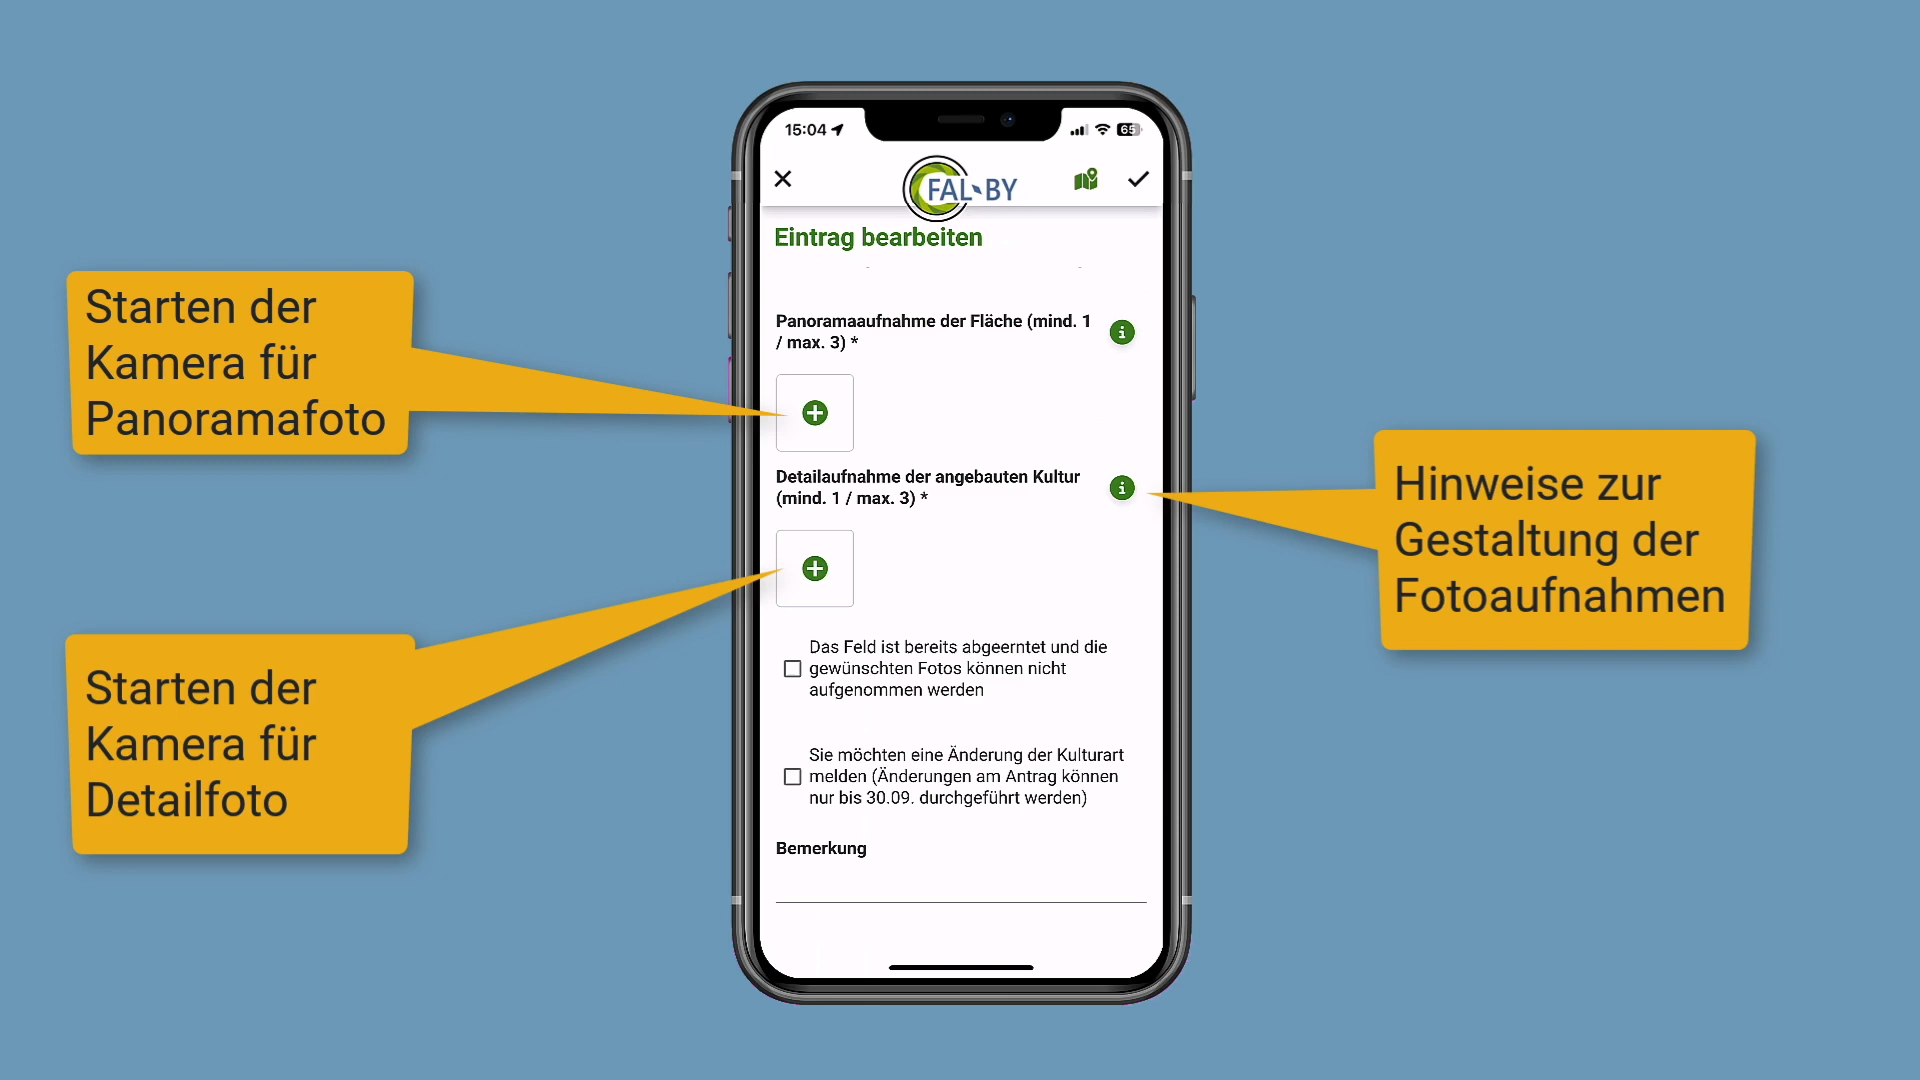 15:04
65
FAL-BY
Eintrag bearbeiten
Panoramaaufnahme der Fläche (mind. 1
/ max. 3) *
Detailaufnahme der angebauten Kultur
(mind. 1 / max. 3) *
Das Feld ist bereits abgeerntet und die
gewünschten Fotos können nicht
aufgenommen werden
Sie möchten eine Änderung der Kulturart
melden (Änderungen am Antrag können
nur bis 30.09. durchgeführt werden)
Bemerkung
Starten der
Kamera für
Panoramafoto
Starten der
Kamera für
Detailfoto
Hinweise zur
Gestaltung der
Fotoaufnahmen